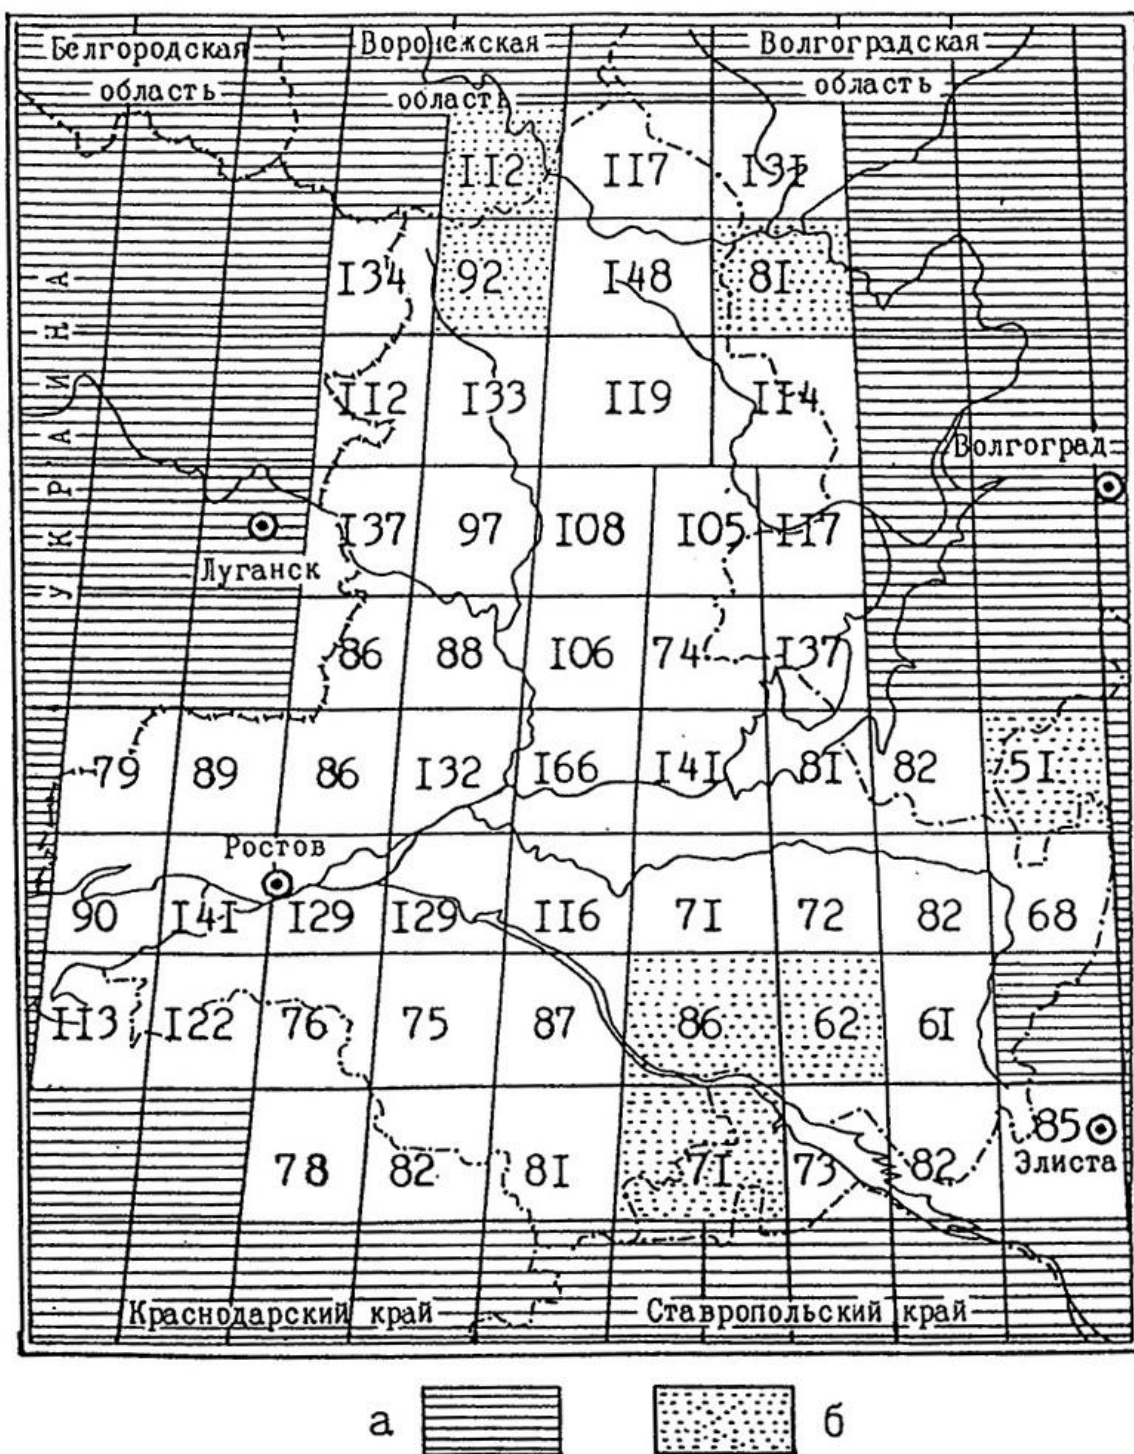 Белгородская Воронежская Волгоградская
область область область
112 117 131
134 92 148 81
112 133 119 114
УКРАИНА
Волгоград
137 97 108 105 117
Луганск
86 88 106 74 137
79 89 86 132 166 141 81 82 51
Ростов
90 141 129 129 116 71 72 82 68
113 122 76 75 87 86 62 61
85
78 82 81 71 73 82 Элиста
Краснодарский край Ставропольский край
а б